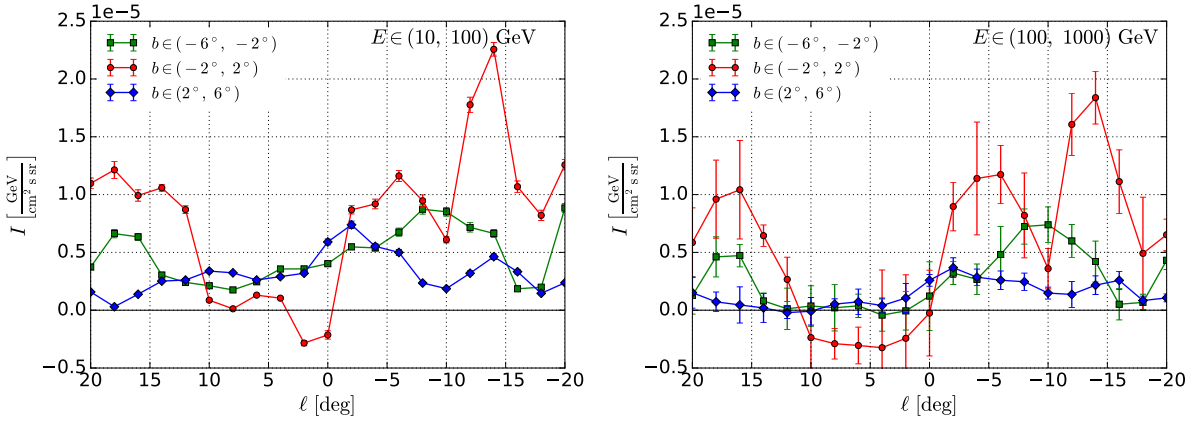 1e−5
2.5
2.0
1.5
1.0
0.5
0.0
−0.5
I [GeV / cm² s sr]
b∈(−6°, −2°)
b∈(−2°, 2°)
b∈(2°, 6°)
E∈(10, 100) GeV
20 15 10 5 0 −5 −10 −15 −20
ℓ [deg]
1e−5
2.5
2.0
1.5
1.0
0.5
0.0
−0.5
I [GeV / cm² s sr]
b∈(−6°, −2°)
b∈(−2°, 2°)
b∈(2°, 6°)
E∈(100, 1000) GeV
20 15 10 5 0 −5 −10 −15 −20
ℓ [deg]